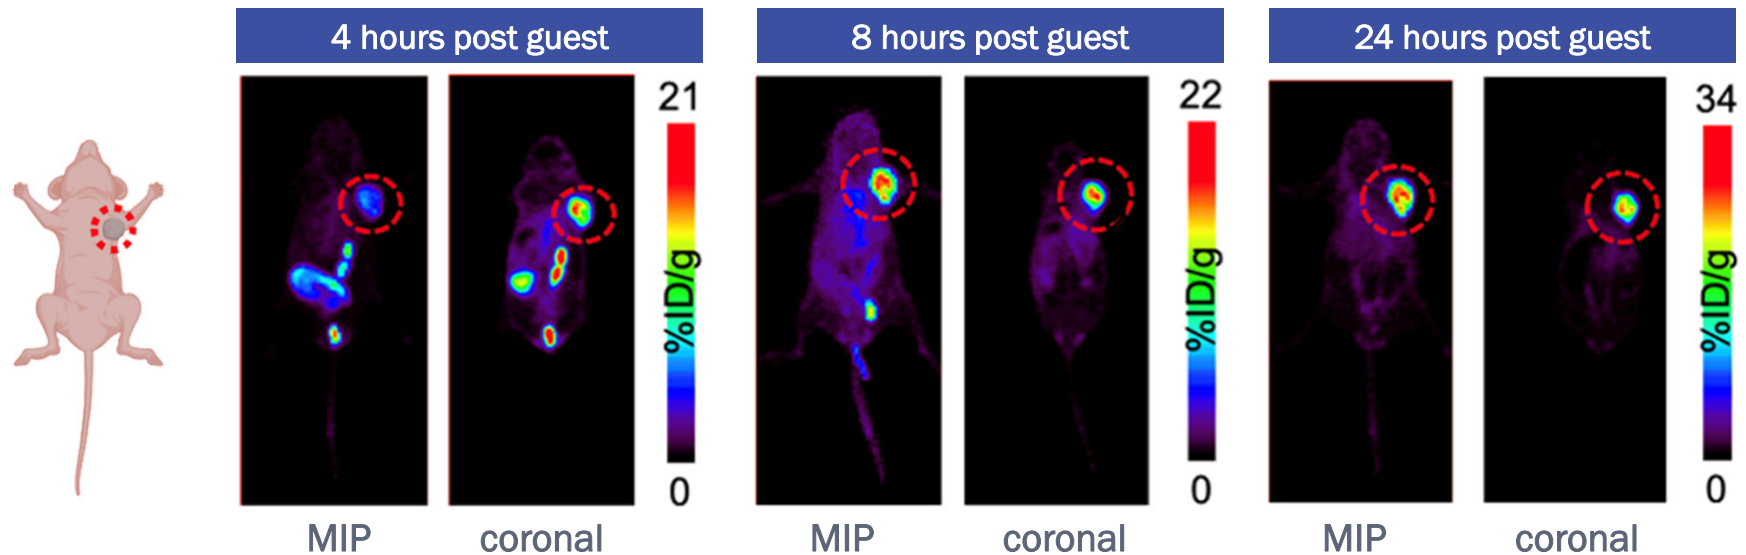 4 hours post guest
8 hours post guest
24 hours post guest
21
%ID/g
0
22
%ID/g
0
34
%ID/g
0
MIP
coronal
MIP
coronal
MIP
coronal